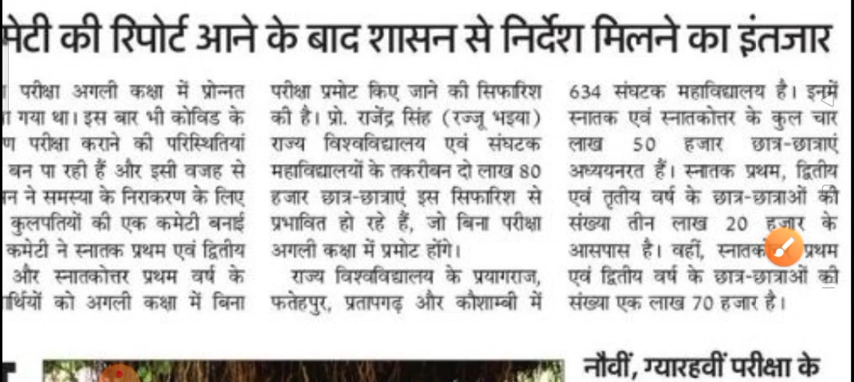 मेटी की रिपोर्ट आने के बाद शासन से निर्देश मिलने का इंतजार
परीक्षा अगली कक्षा में प्रोन्नत
गया था। इस बार भी कोविड के
परीक्षा कराने की परिस्थितियां
बन पा रही हैं और इसी वजह से
ने समस्या के निराकरण के लिए
कुलपतियों की एक कमेटी बनाई
कमेटी ने स्नातक प्रथम एवं द्वितीय
और स्नातकोत्तर प्रथम वर्ष के
को अगली कक्षा में बिना
परीक्षा प्रमोट किए जाने की सिफारिश
की है। प्रो. राजेंद्र सिंह (रज्जू भइया)
राज्य विश्वविद्यालय एवं संघटक
महाविद्यालयों के तकरीबन दो लाख 80
हजार छात्र-छात्राएं इस सिफारिश से
प्रभावित हो रहे हैं, जो बिना परीक्षा
अगली कक्षा में प्रमोट होंगे।
राज्य विश्वविद्यालय के प्रयागराज,
फतेहपुर, प्रतापगढ़ और कौशाम्बी में
634 संघटक महाविद्यालय है। इनमें
स्नातक एवं स्नातकोत्तर के कुल चार
लाख 50 हजार छात्र-छात्राएं
अध्ययनरत हैं। स्नातक प्रथम, द्वितीय
एवं तृतीय वर्ष के छात्र-छात्राओं की
संख्या तीन लाख 20 हजार के
आसपास है। वहीं, स्नातक प्रथम
एवं द्वितीय वर्ष के छात्र-छात्राओं की
संख्या एक लाख 70 हजार है।
नौवीं, ग्यारहवीं परीक्षा के